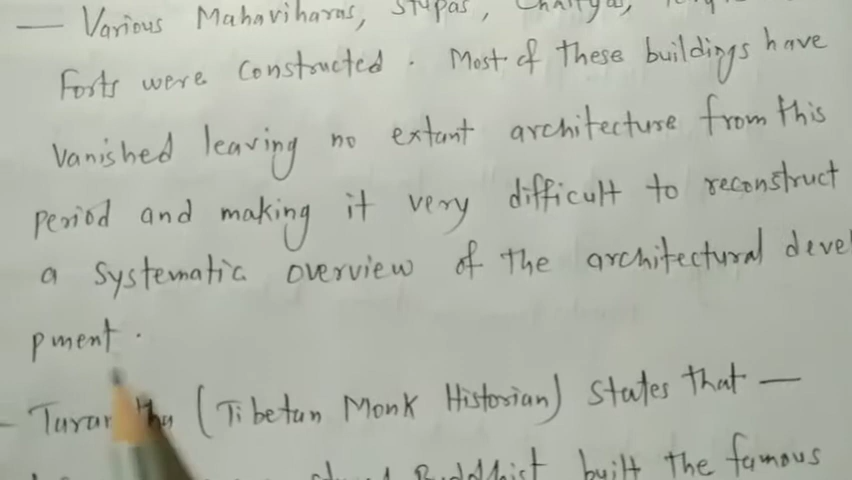 — Various Mahaviharas, Stupas, Chaityas,
Forts were constructed. Most of these buildings have
vanished leaving no extant architecture from this
period and making it very difficult to reconstruct
a systematic overview of the architectural deve
pment.
(Tibetan Monk Historian) states that —
Buddhist built the famous